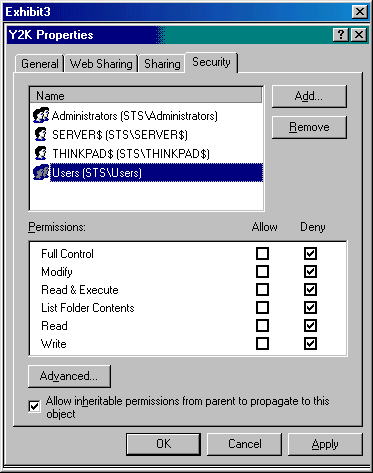 Exhibit3
Y2K Properties
General Web Sharing Sharing Security
Name
Administrators (STS\Administrators)
SERVER$ (STS\SERVER$)
THINKPAD$ (STS\THINKPAD$)
Users (STS\Users)
Add...
Remove
Permissions: Allow Deny
Full Control
Modify
Read & Execute
List Folder Contents
Read
Write
Advanced...
Allow inheritable permissions from parent to propagate to this
object
OK Cancel Apply